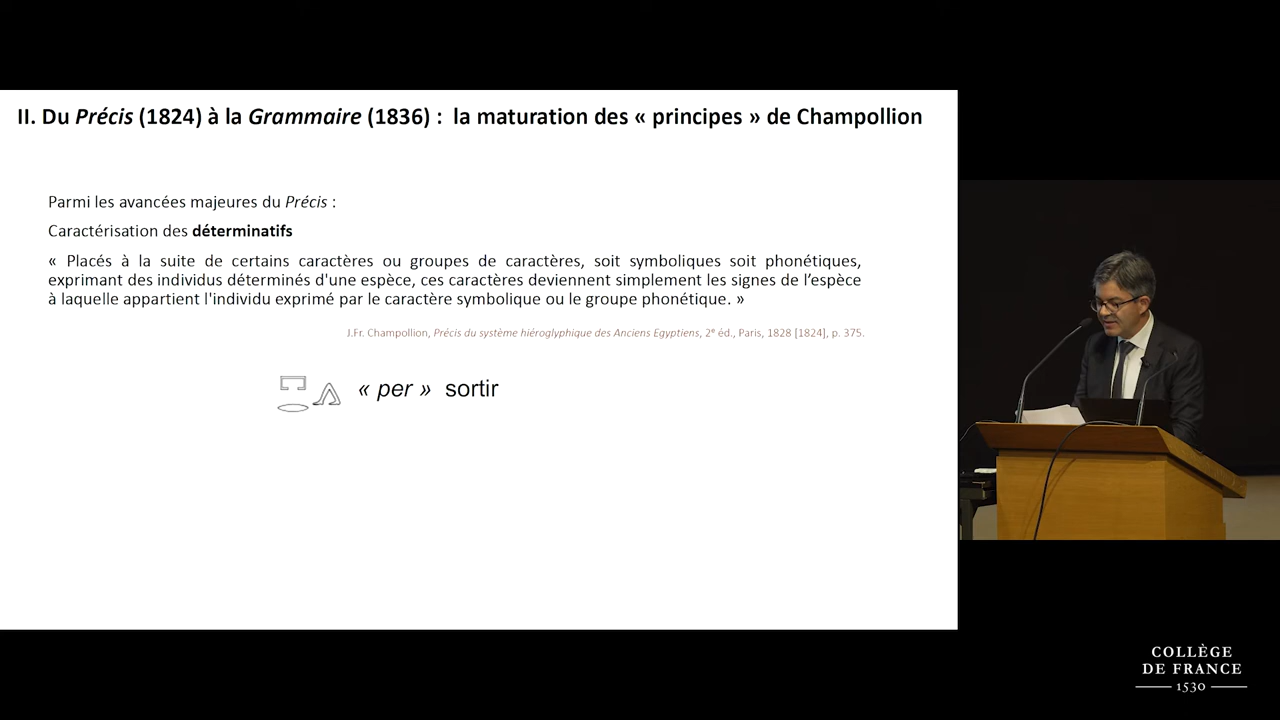 II. Du Précis (1824) à la Grammaire (1836) : la maturation des « principes » de Champollion
Parmi les avancées majeures du Précis :
Caractérisation des déterminatifs
« Placés à la suite de certains caractères ou groupes de caractères, soit symboliques soit phonétiques,
exprimant des individus déterminés d'une espèce, ces caractères deviennent simplement les signes de l’espèce
à laquelle appartient l'individu exprimé par le caractère symbolique ou le groupe phonétique. »
J.Fr. Champollion, Précis du système hiéroglyphique des Anciens Egyptiens, 2e éd., Paris, 1828 [1824], p. 375.
𓉐𓂋𓂻 « per » sortir
COLLÈGE
DE FRANCE
1530